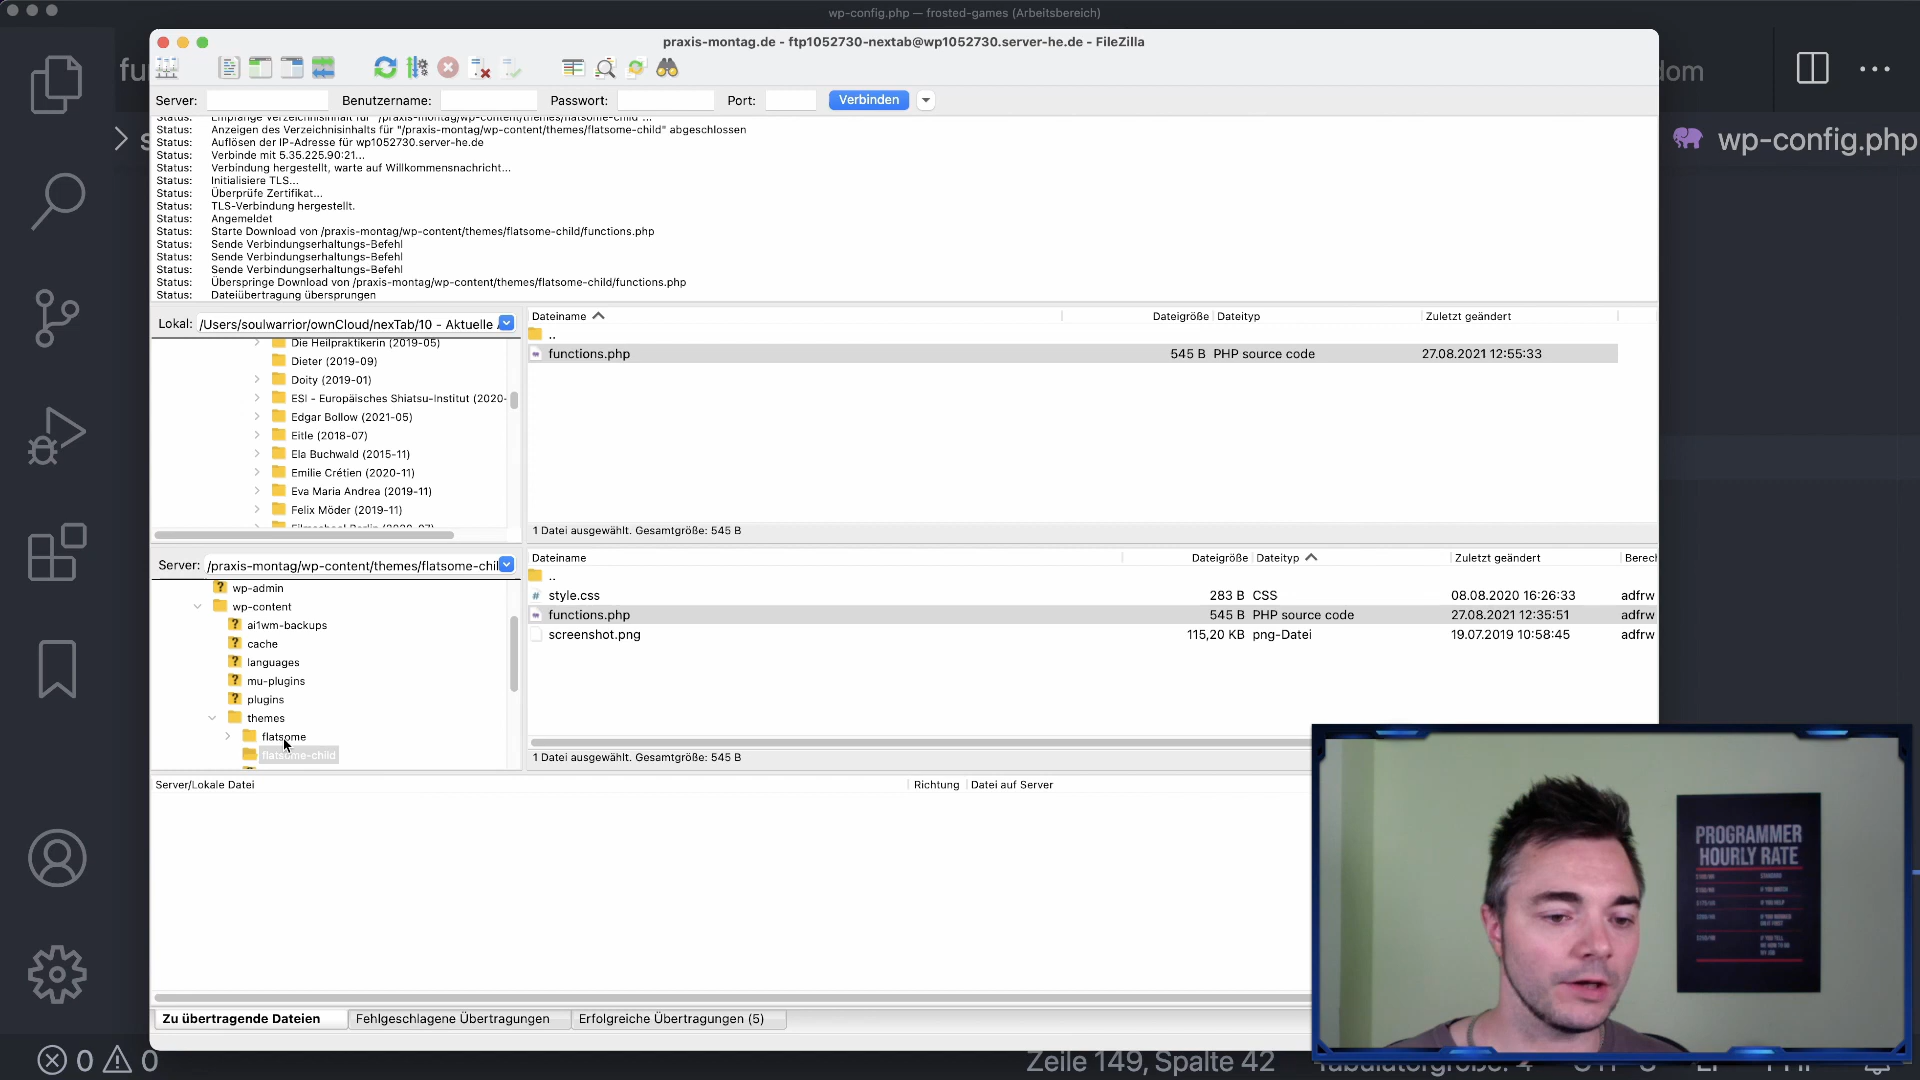 wp-config.php — frosted-games (Arbeitsbereich)
praxis-montag.de - ftp1052730-nextab@wp1052730.server-he.de - FileZilla
Server:
Benutzername:
Passwort:
Port:
Verbinden
wp-config.php
Status: Empfange Verzeichnisinhalt für "/praxis-montag/wp-content/themes/flatsome-child"...
Status: Anzeigen des Verzeichnisinhalts für "/praxis-montag/wp-content/themes/flatsome-child" abgeschlossen
Status: Auflösen der IP-Adresse für wp1052730.server-he.de
Status: Verbinde mit 5.35.225.90:21...
Status: Verbindung hergestellt, warte auf Willkommensnachricht...
Status: Initialisiere TLS...
Status: Überprüfe Zertifikat...
Status: TLS-Verbindung hergestellt.
Status: Angemeldet
Status: Starte Download von /praxis-montag/wp-content/themes/flatsome-child/functions.php
Status: Sende Verbindungserhaltungs-Befehl
Status: Sende Verbindungserhaltungs-Befehl
Status: Sende Verbindungserhaltungs-Befehl
Status: Überspringe Download von /praxis-montag/wp-content/themes/flatsome-child/functions.php
Status: Dateiübertragung übersprungen
Lokal: /Users/soulwarrior/ownCloud/nexTab/10 - Aktuelle
Die Heilpraktikerin (2019-05)
Dieter (2019-09)
Doity (2019-01)
ESI - Europäisches Shiatsu-Institut (2020-
Edgar Bollow (2021-05)
Eitle (2018-07)
Ela Buchwald (2015-11)
Emilie Crétien (2020-11)
Eva Maria Andrea (2019-11)
Felix Möder (2019-11)
Dateiname Dateigröße Dateityp Zuletzt geändert
..
functions.php 545 B PHP source code 27.08.2021 12:55:33
1 Datei ausgewählt. Gesamtgröße: 545 B
Server: /praxis-montag/wp-content/themes/flatsome-chil
wp-admin
wp-content
ai1wm-backups
cache
languages
mu-plugins
plugins
themes
flatsome
flatsome-child
Dateiname Dateigröße Dateityp Zuletzt geändert Berech
..
style.css 283 B CSS 08.08.2020 16:26:33 adfrw
functions.php 545 B PHP source code 27.08.2021 12:35:51 adfrw
screenshot.png 115,20 KB png-Datei 19.07.2019 10:58:45 adfrw
1 Datei ausgewählt. Gesamtgröße: 545 B
Server/Lokale Datei Richtung Datei auf Server
Zu übertragende Dateien
Fehlgeschlagene Übertragungen
Erfolgreiche Übertragungen (5)
PROGRAMMER
HOURLY RATE
0 0
Zeile 149, Spalte 42